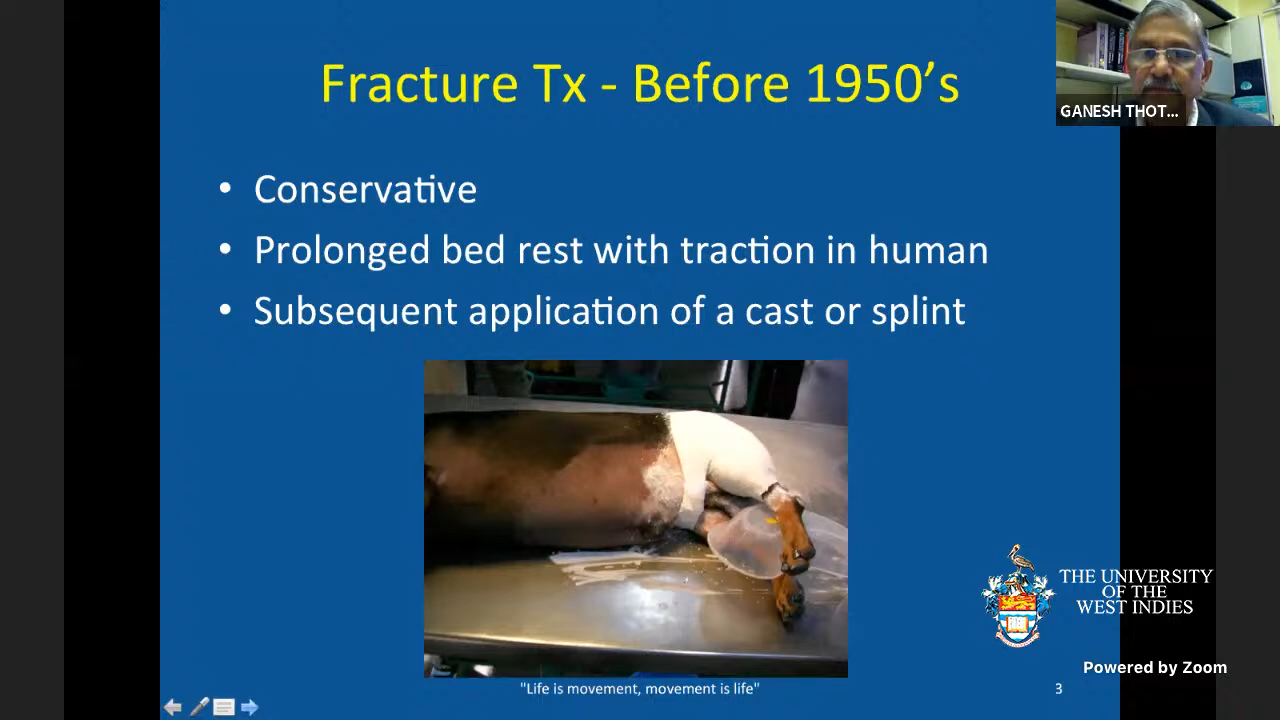 Fracture Tx - Before 1950’s
GANESH THOT...
• Conservative
• Prolonged bed rest with traction in human
• Subsequent application of a cast or splint
THE UNIVERSITY
OF THE
WEST INDIES
Powered by Zoom
"Life is movement, movement is life"
3